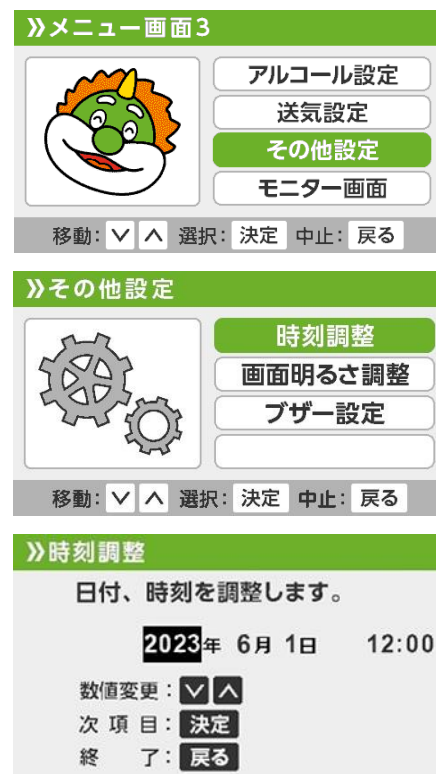 》メニュー画面3
アルコール設定
送気設定
その他設定
モニター画面
移動: ∨ ∧ 選択: 決定 中止: 戻る
》その他設定
時刻調整
画面明るさ調整
ブザー設定
移動: ∨ ∧ 選択: 決定 中止: 戻る
》時刻調整
日付、時刻を調整します。
2023年 6月 1日 12:00
数値変更: ∨ ∧
次項目: 決定
終了: 戻る